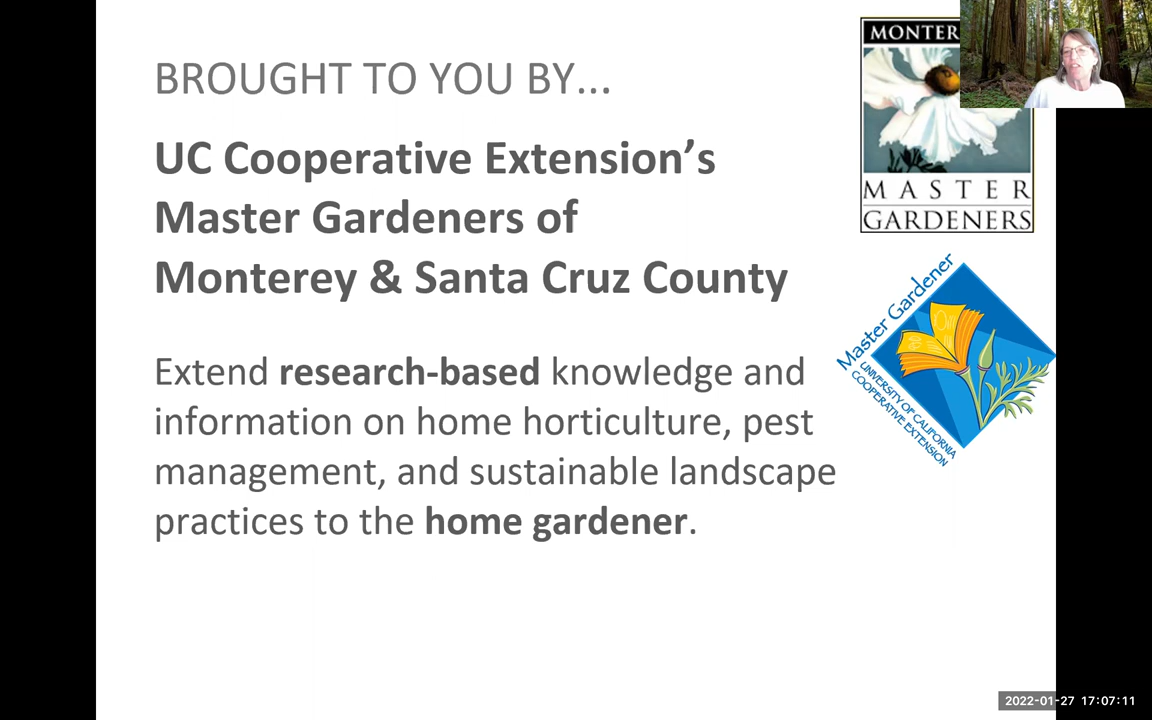 BROUGHT TO YOU BY...
UC Cooperative Extension’s
Master Gardeners of
Monterey & Santa Cruz County
Extend research-based knowledge and
information on home horticulture, pest
management, and sustainable landscape
practices to the home gardener.
MONTER
MASTER
GARDENERS
Master Gardener
UNIVERSITY OF CALIFORNIA
COOPERATIVE EXTENSION
2022-01-27 17:07:11